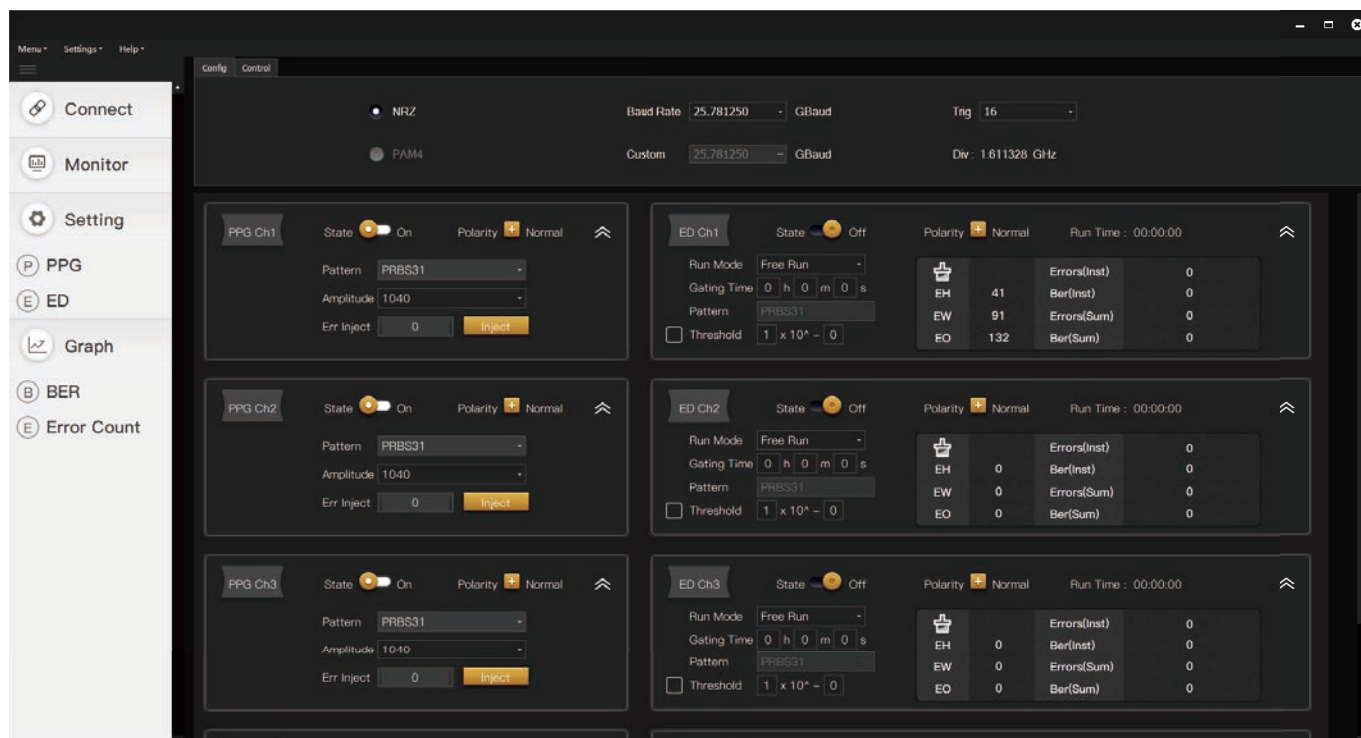 Menu Settings Help
Config Control
Connect
Monitor
Setting
P PPG
E ED
Graph
B BER
E Error Count
NRZ Baud Rate 25.781250 GBaud Trig 16
PAM4 Custom 25.781250 GBaud Div : 1.611328 GHz
PPG Ch1 State On Polarity + Normal
Pattern PRBS31
Amplitude 1040
Err Inject 0 Inject
ED Ch1 State Off Polarity + Normal Run Time : 00:00:00
Run Mode Free Run
Gating Time 0 h 0 m 0 s
Pattern PRBS31
Threshold 1 x 10^ - 0
Errors(Inst) 0
EH 41 Ber(Inst) 0
EW 91 Errors(Sum) 0
EO 132 Ber(Sum) 0
PPG Ch2 State On Polarity + Normal
Pattern PRBS31
Amplitude 1040
Err Inject 0 Inject
ED Ch2 State Off Polarity + Normal Run Time : 00:00:00
Run Mode Free Run
Gating Time 0 h 0 m 0 s
Pattern PRBS31
Threshold 1 x 10^ - 0
Errors(Inst) 0
EH 0 Ber(Inst) 0
EW 0 Errors(Sum) 0
EO 0 Ber(Sum) 0
PPG Ch3 State On Polarity + Normal
Pattern PRBS31
Amplitude 1040
Err Inject 0 Inject
ED Ch3 State Off Polarity + Normal Run Time : 00:00:00
Run Mode Free Run
Gating Time 0 h 0 m 0 s
Pattern PRBS31
Threshold 1 x 10^ - 0
Errors(Inst) 0
EH 0 Ber(Inst) 0
EW 0 Errors(Sum) 0
EO 0 Ber(Sum) 0